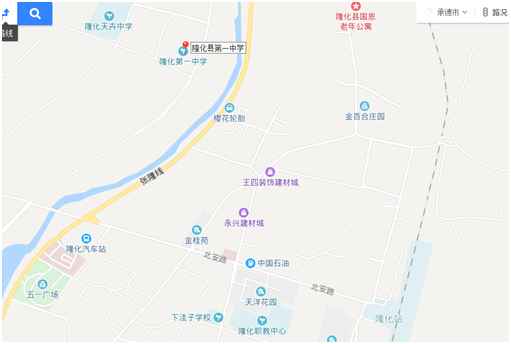 承德市
路况
路线
隆化天卉中学
隆化县国恩
老年公寓
隆化县第一中学
隆化第一中学
樱花轮胎
金百合庄园
张隆线
王四装饰建材城
永兴建材城
金桂苑
隆化汽车站
北安路
中国石油
五一广场
天洋花园
北安路
下洼子学校
隆化站
隆化职教中心